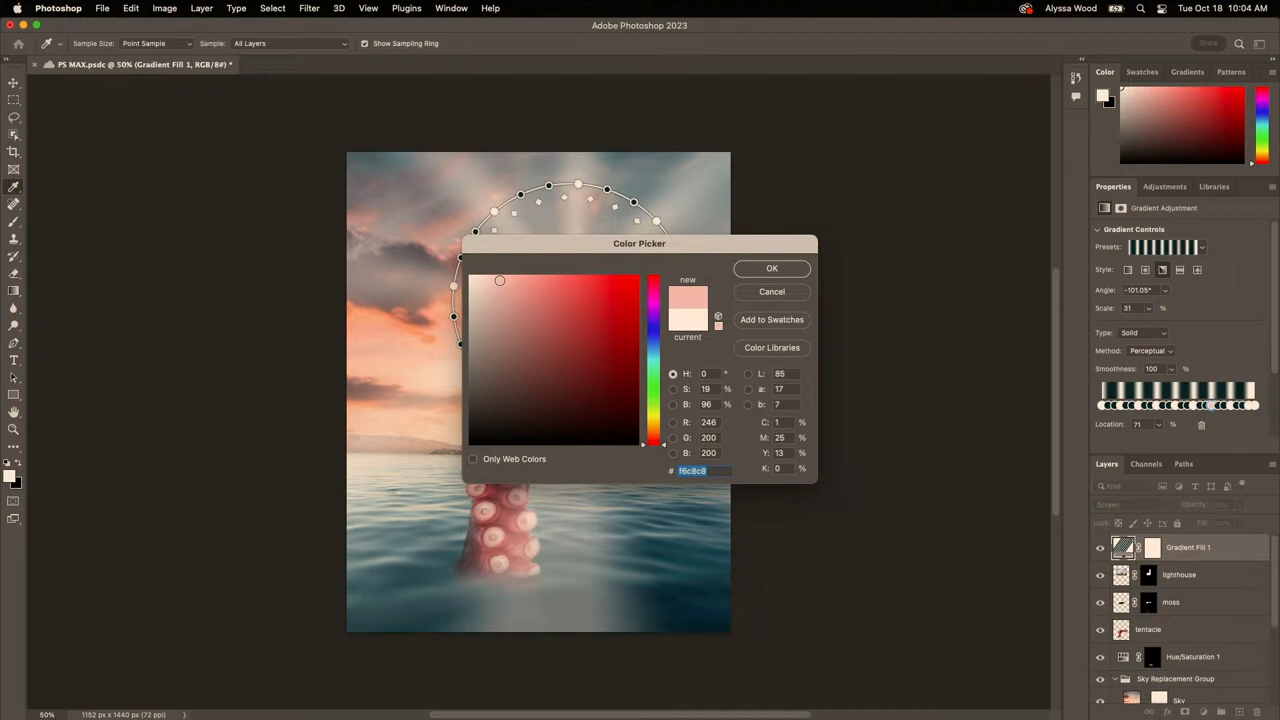 Photoshop File Edit Image Layer Type Select Filter 3D View Plugins Window Help Alyssa Wood Tue Oct 18 10:04 AM
Adobe Photoshop 2023
Sample Size: Point Sample Sample: All Layers Show Sampling Ring Share
PS MAX.psdc @ 50% (Gradient Fill 1, RGB/8#) *
Color Swatches Gradients Patterns
Properties Adjustments Libraries
Gradient Adjustment
Gradient Controls
Presets:
Style:
Angle: -101.05°
Scale: 31 %
Type: Solid
Method: Perceptual
Smoothness: 100 %
Location: 71 %
Color Picker
new
current
OK
Cancel
Add to Swatches
Color Libraries
H: 0 ° L: 85
S: 19 % a: 17
B: 96 % b: 7
R: 246 C: 1 %
G: 200 M: 25 %
B: 200 Y: 13 %
# f6c8c8 K: 0 %
Only Web Colors
Layers Channels Paths
Kind
Screen Opacity:
Lock: Fill:
Gradient Fill 1
lighthouse
moss
tentacle
Hue/Saturation 1
Sky Replacement Group
Sky
50% 1152 px x 1440 px (72 ppi)